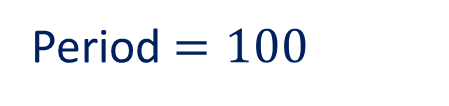 Period = 100